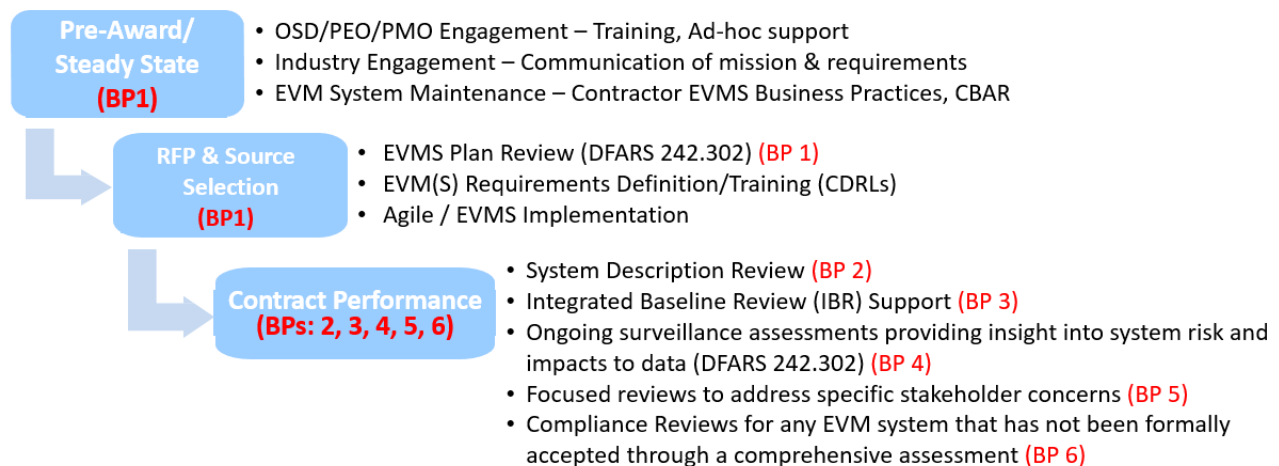 Pre-Award/
Steady State
(BP1)
• OSD/PEO/PMO Engagement – Training, Ad-hoc support
• Industry Engagement – Communication of mission & requirements
• EVM System Maintenance – Contractor EVMS Business Practices, CBAR
RFP & Source
Selection
(BP1)
• EVMS Plan Review (DFARS 242.302) (BP 1)
• EVM(S) Requirements Definition/Training (CDRLs)
• Agile / EVMS Implementation
Contract Performance
(BPs: 2, 3, 4, 5, 6)
• System Description Review (BP 2)
• Integrated Baseline Review (IBR) Support (BP 3)
• Ongoing surveillance assessments providing insight into system risk and
impacts to data (DFARS 242.302) (BP 4)
• Focused reviews to address specific stakeholder concerns (BP 5)
• Compliance Reviews for any EVM system that has not been formally
accepted through a comprehensive assessment (BP 6)